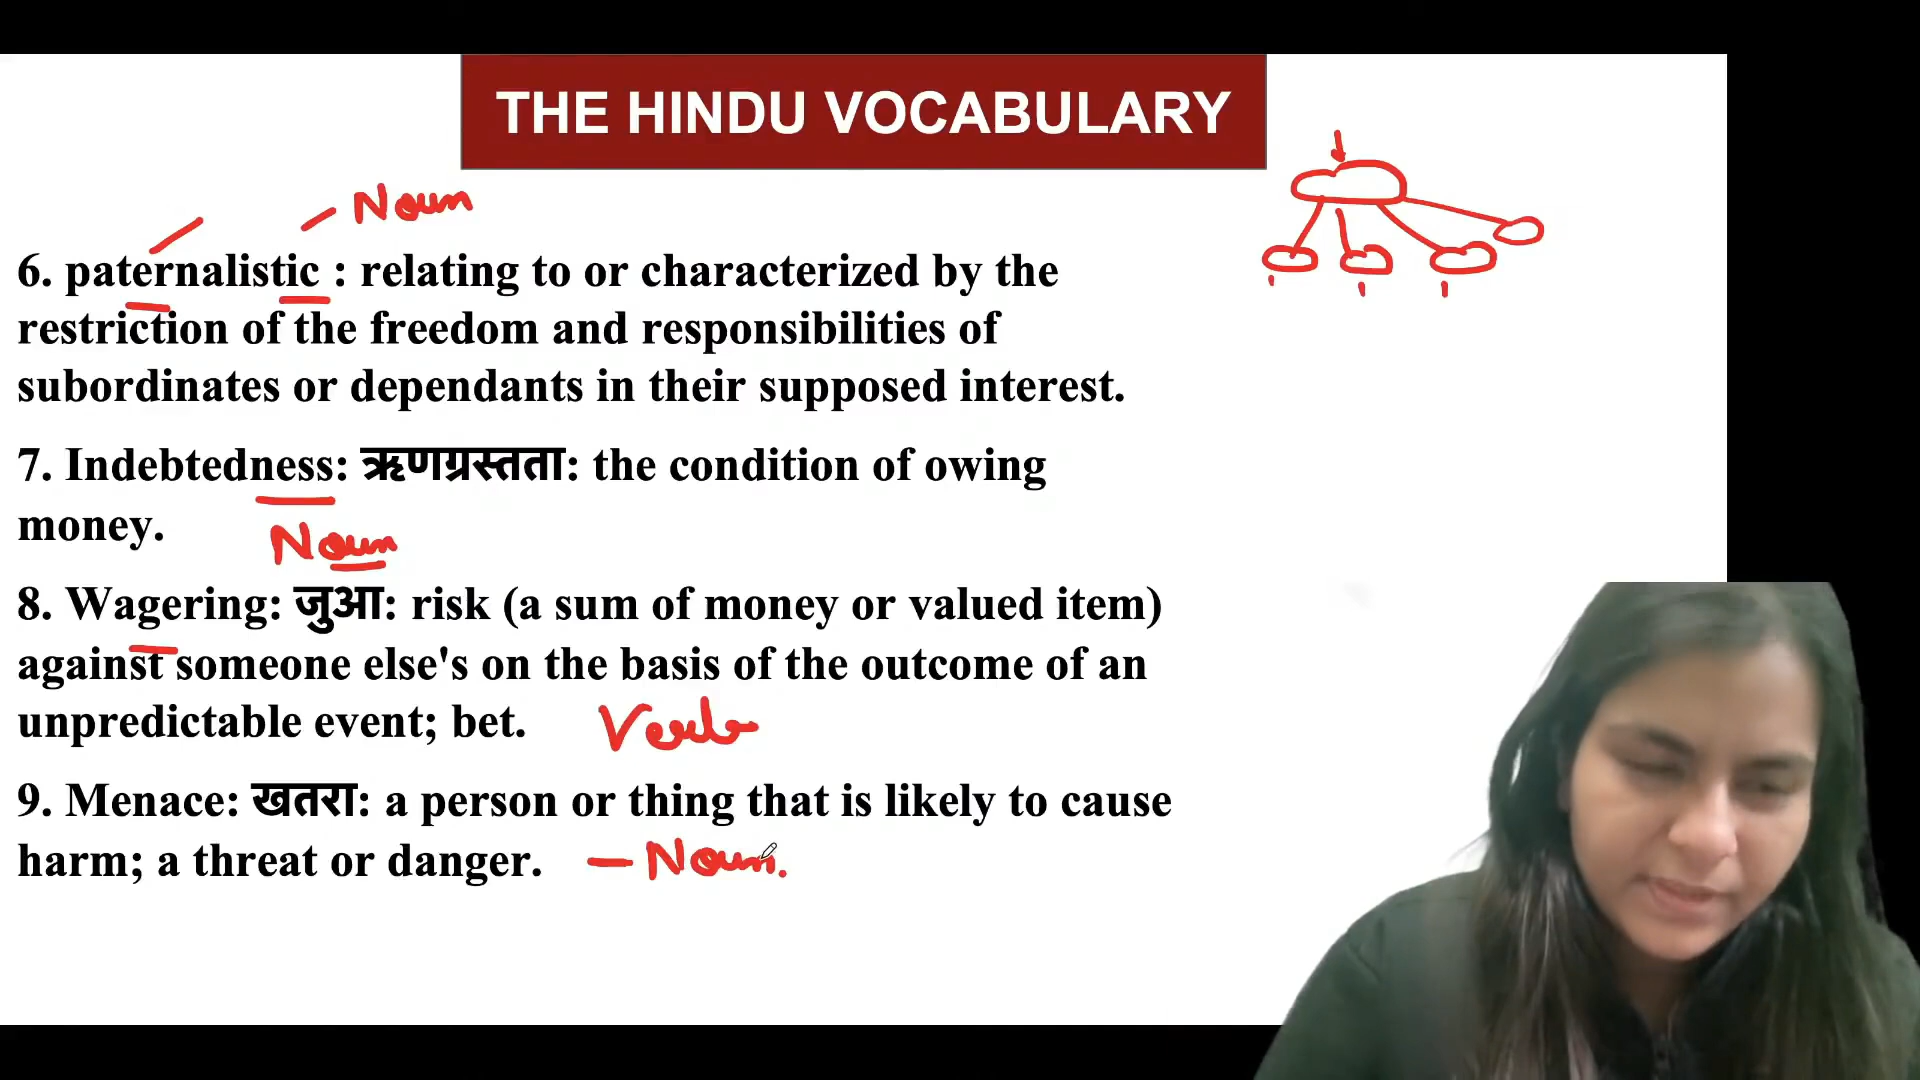 THE HINDU VOCABULARY
Noun
6. paternalistic : relating to or characterized by the
restriction of the freedom and responsibilities of
subordinates or dependants in their supposed interest.
7. Indebtedness: ऋणग्रस्तता: the condition of owing
money.
Noun
8. Wagering: जुआ: risk (a sum of money or valued item)
against someone else's on the basis of the outcome of an
unpredictable event; bet.
Verb
9. Menace: खतरा: a person or thing that is likely to cause
harm; a threat or danger.
– Noun.